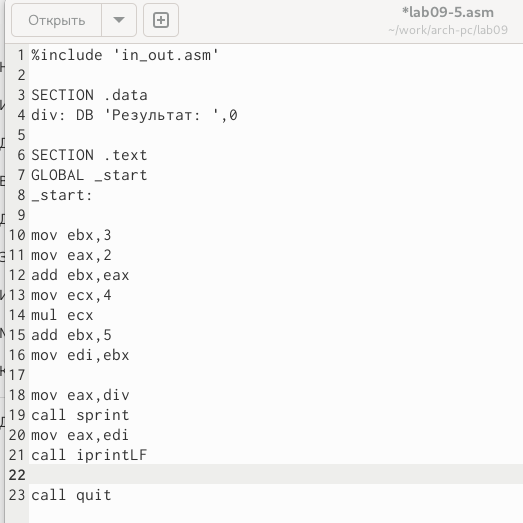 Открыть
*lab09-5.asm
~/work/arch-pc/lab09
1 %include 'in_out.asm'
2
3 SECTION .data
4 div: DB 'Результат: ',0
5
6 SECTION .text
7 GLOBAL _start
8 _start:
9
10 mov ebx,3
11 mov eax,2
12 add ebx,eax
13 mov ecx,4
14 mul ecx
15 add ebx,5
16 mov edi,ebx
17
18 mov eax,div
19 call sprint
20 mov eax,edi
21 call iprintLF
22
23 call quit